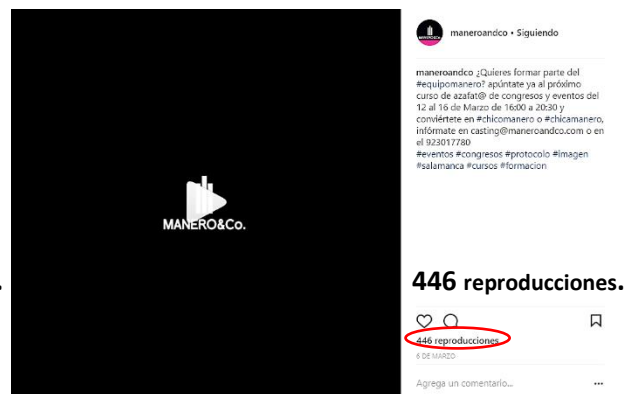 maneroandco • Siguiendo
maneroandco ¿Quieres formar parte del
#equipomanero? apúntate ya al próximo
curso de azafat@ de congresos y eventos del
12 al 16 de Marzo de 16:00 a 20:30 y
conviértete en #chicomanero o #chicamanero,
infórmate en casting@maneroandco.com o en
el 923017780
#eventos #congresos #protocolo #imagen
#salamanca #cursos #formacion
MANERO&Co.
446 reproducciones.
446 reproducciones
6 DE MARZO
Agrega un comentario...